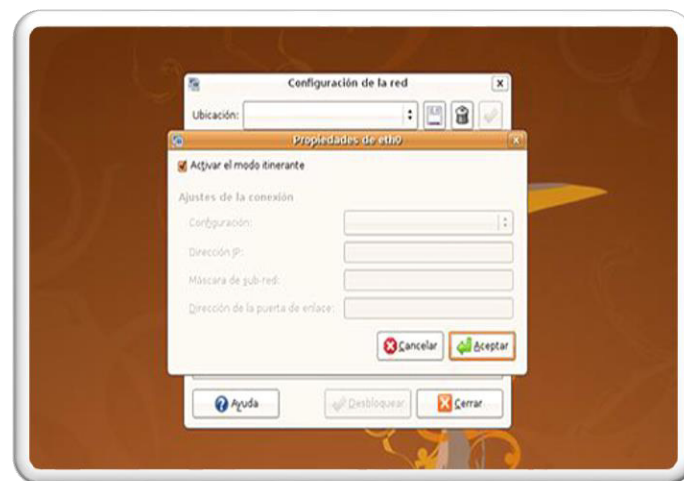 Configuración de la red
Ubicación:
Propiedades de eth0
Activar el modo itinerante
Ajustes de la conexión
Configuración:
Dirección IP:
Máscara de sub-red:
Dirección de la puerta de enlace:
Cancelar
Aceptar
Ayuda
Desbloquear
Cerrar